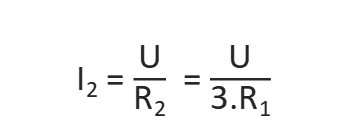 I₂ = U/R₂ = U/3.R₁